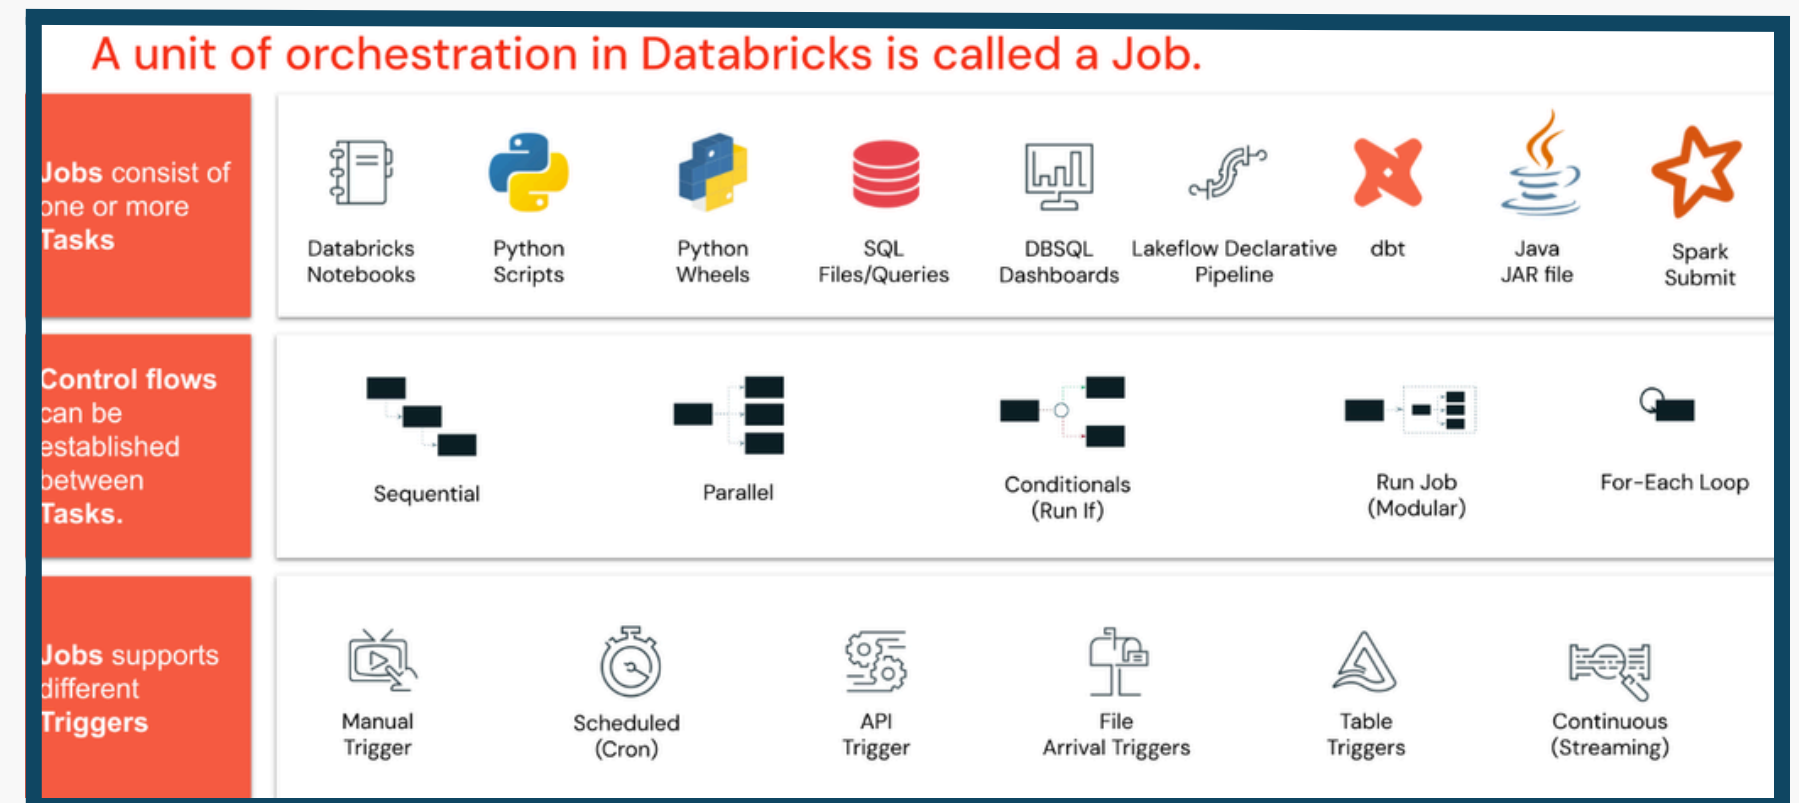 A unit of orchestration in Databricks is called a Job.
Jobs consist of
one or more
Tasks
Databricks
Notebooks
Python
Scripts
Python
Wheels
SQL
Files/Queries
DBSQL
Dashboards
Lakeflow Declarative
Pipeline
dbt
Java
JAR file
Spark
Submit
Control flows
can be
established
between
Tasks.
Sequential
Parallel
Conditionals
(Run If)
Run Job
(Modular)
For-Each Loop
Jobs supports
different
Triggers
Manual
Trigger
Scheduled
(Cron)
API
Trigger
File
Arrival Triggers
Table
Triggers
Continuous
(Streaming)